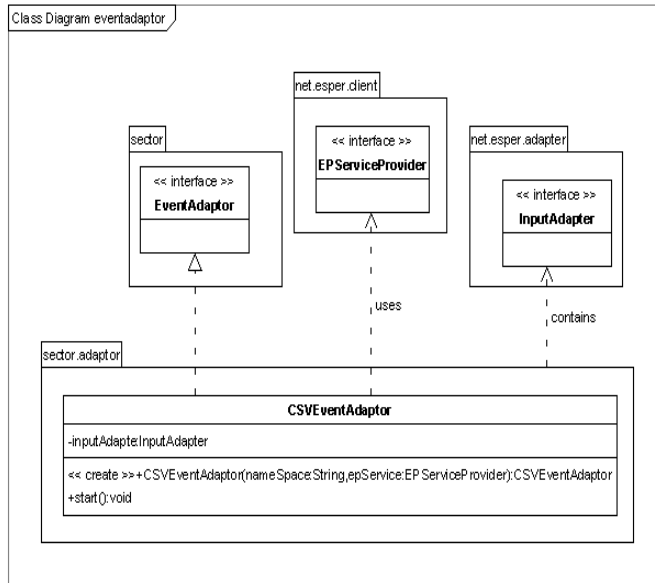 Class Diagram eventadaptor
net.esper.client
sector
net.esper.adapter
<< interface >>
EPServiceProvider
<< interface >>
EventAdaptor
<< interface >>
InputAdapter
uses
contains
sector.adaptor
CSVEventAdaptor
-inputAdapte:InputAdapter
<< create >>+CSVEventAdaptor(nameSpace:String,epService:EPServiceProvider):CSVEventAdaptor
+start():void